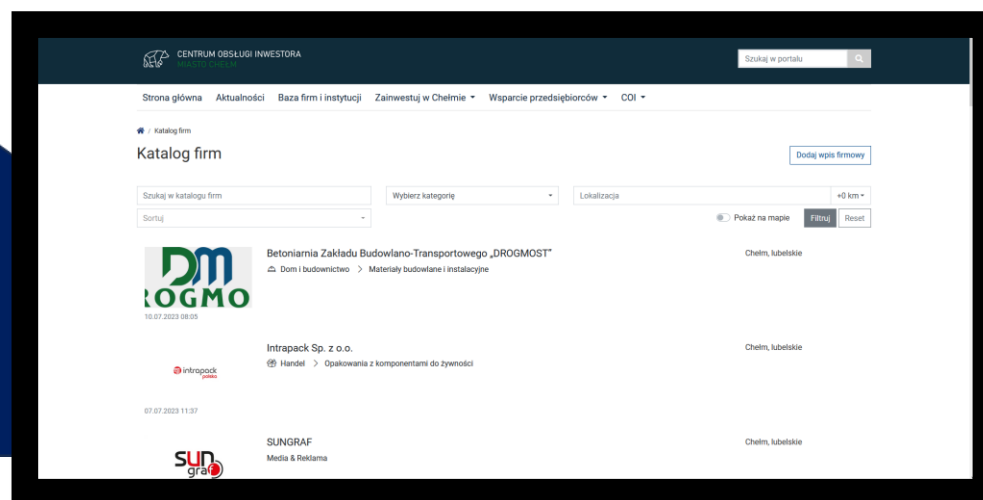 CENTRUM OBSŁUGI INWESTORA
MIASTO CHEŁM
Szukaj w portalu
Strona główna Aktualności Baza firm i instytucji Zainwestuj w Chełmie Wsparcie przedsiębiorców COI
/ Katalog firm
Katalog firm
Dodaj wpis firmowy
Szukaj w katalogu firm Wybierz kategorię Lokalizacja +0 km
Sortuj Pokaż na mapie Filtruj Reset
DM
ROGMO
Betoniarnia Zakładu Budowlano-Transportowego „DROGMOST"
Chełm, lubelskie
Dom i budownictwo > Materiały budowlane i instalacyjne
10.07.2023 08:05
Intrapack Sp. z o.o.
Chełm, lubelskie
Handel > Opakowania z komponentami do żywności
intrapack
polska
07.07.2023 11:37
SUNGRAF
Chełm, lubelskie
Media & Reklama
sun
graf